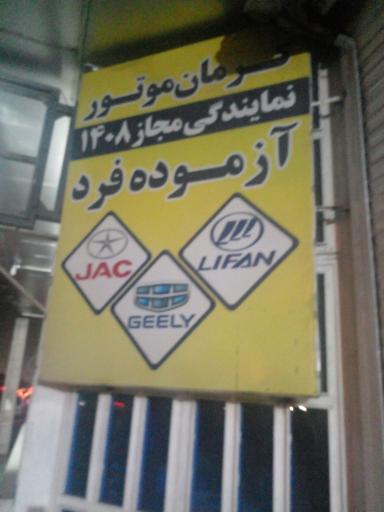 کرمان موتور
نمایندگی مجاز ۱۴۰۸
آزموده فرد
JAC
LIFAN
GEELY